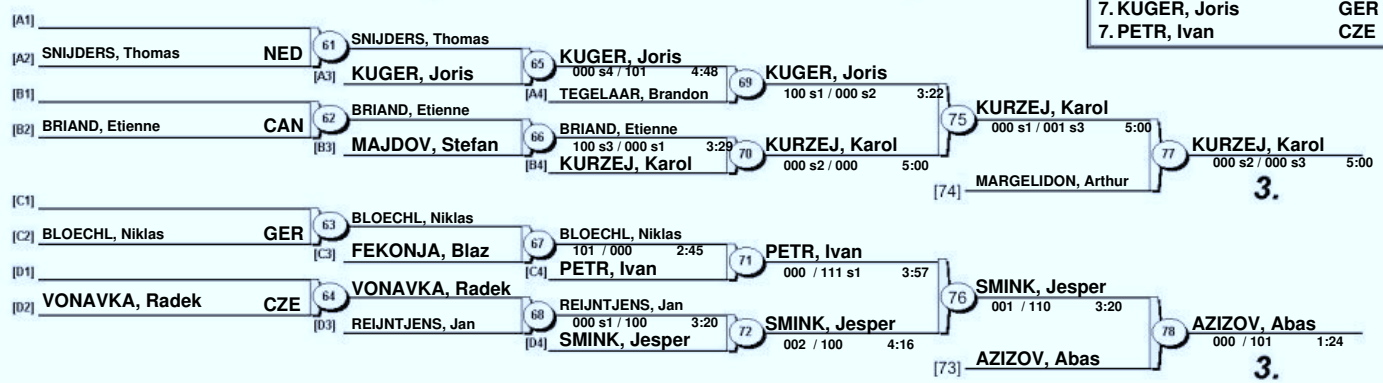 7. KUGER, Joris GER
7. PETR, Ivan CZE
[A1]
[A2] SNIJDERS, Thomas NED
61 SNIJDERS, Thomas
[A3] KUGER, Joris
65 KUGER, Joris
000 s4 / 101 4:48
[A4] TEGELAAR, Brandon
69 KUGER, Joris
100 s1 / 000 s2 3:22
[B1]
[B2] BRIAND, Etienne CAN
62 BRIAND, Etienne
[B3] MAJDOV, Stefan
66 BRIAND, Etienne
100 s3 / 000 s1 3:29
[B4] KURZEJ, Karol
70 KURZEJ, Karol
000 s2 / 000 5:00
75 KURZEJ, Karol
000 s1 / 001 s3 5:00
[74] MARGELIDON, Arthur
77 KURZEJ, Karol
000 s2 / 000 s3 5:00
3.
[C1]
[C2] BLOECHL, Niklas GER
63 BLOECHL, Niklas
[C3] FEKONJA, Blaz
67 BLOECHL, Niklas
101 / 000 2:45
[C4] PETR, Ivan
71 PETR, Ivan
000 / 111 s1 3:57
[D1]
[D2] VONAVKA, Radek CZE
64 VONAVKA, Radek
[D3] REIJNTJENS, Jan
68 REIJNTJENS, Jan
000 s1 / 100 3:20
[D4] SMINK, Jesper
72 SMINK, Jesper
002 / 100 4:16
76 SMINK, Jesper
001 / 110 3:20
[73] AZIZOV, Abas
78 AZIZOV, Abas
000 / 101 1:24
3.